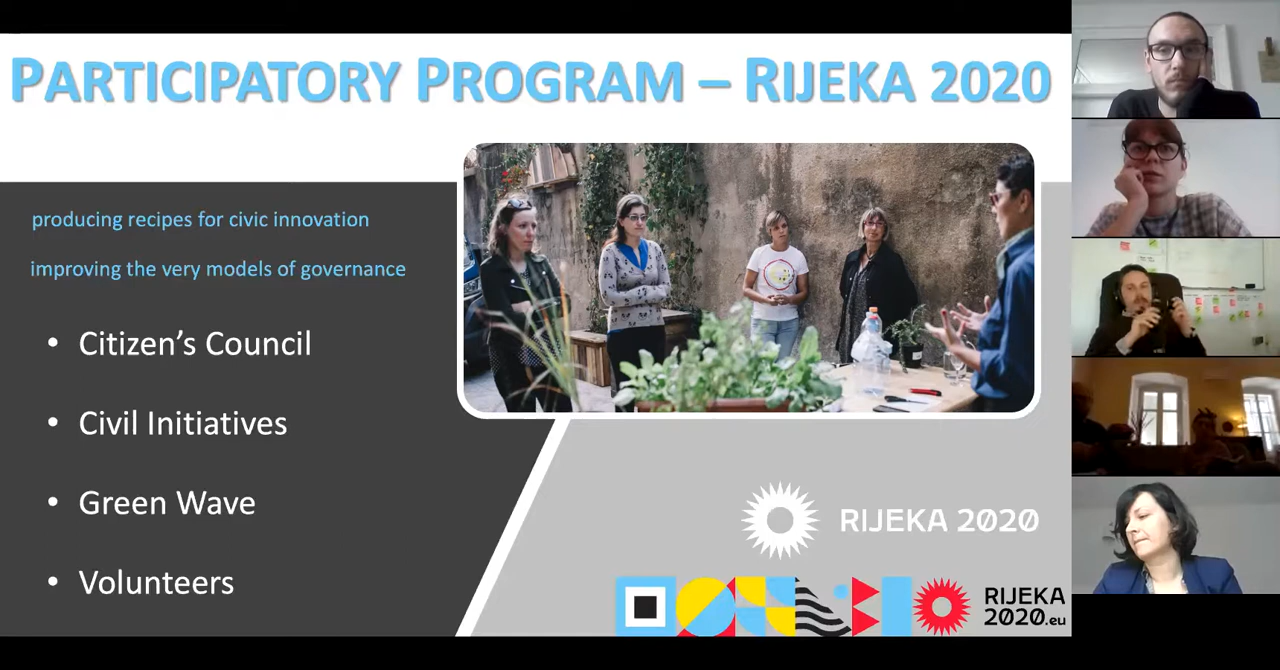 PARTICIPATORY PROGRAM – RIJEKA 2020
producing recipes for civic innovation
improving the very models of governance
• Citizen's Council
• Civil Initiatives
• Green Wave
• Volunteers
RIJEKA 2020
RIJEKA
2020.eu